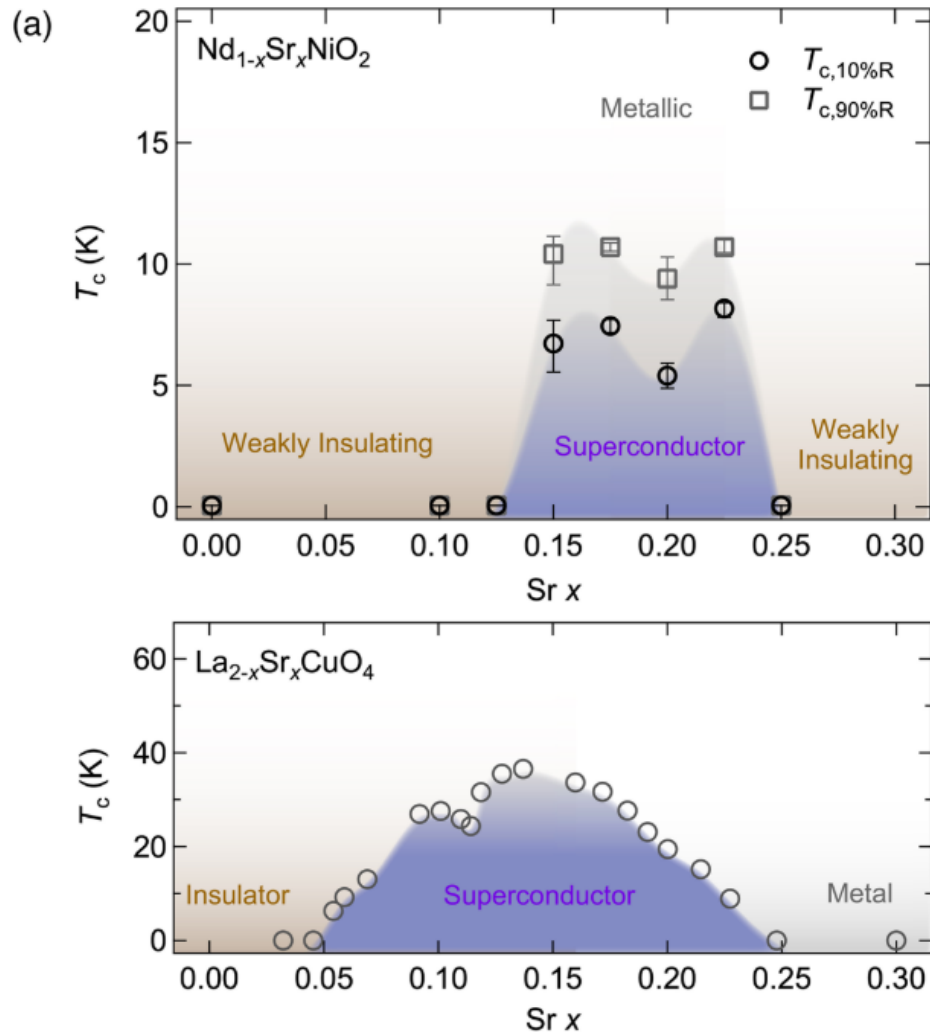 (a)
Nd1-xSrxNiO2
Tc,10%R
Tc,90%R
Metallic
20
15
10
5
0
Tc (K)
Weakly Insulating
Superconductor
Weakly
Insulating
0.00 0.05 0.10 0.15 0.20 0.25 0.30
Sr x
La2-xSrxCuO4
60
40
20
0
Tc (K)
Insulator
Superconductor
Metal
0.00 0.05 0.10 0.15 0.20 0.25 0.30
Sr x